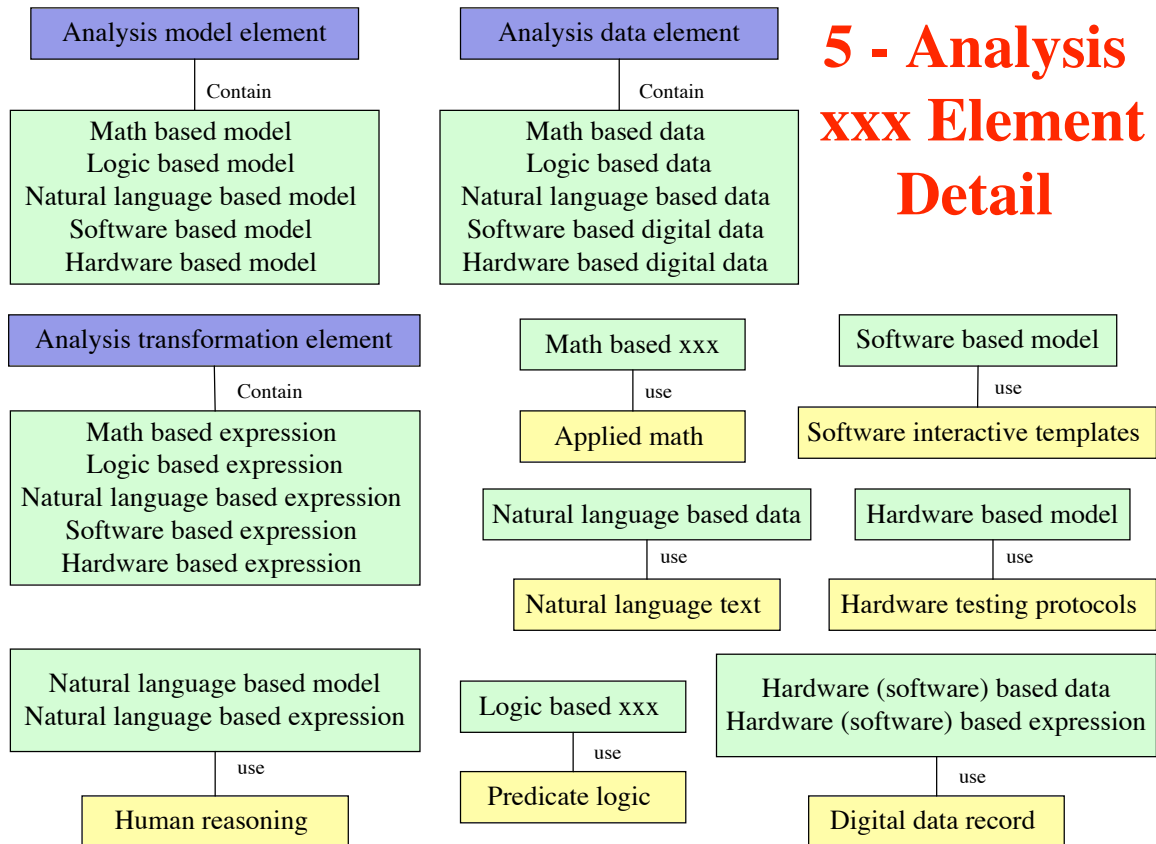 Analysis model element
Contain
Math based model
Logic based model
Natural language based model
Software based model
Hardware based model
Analysis data element
Contain
Math based data
Logic based data
Natural language based data
Software based digital data
Hardware based digital data
5 - Analysis
xxx Element
Detail
Analysis transformation element
Contain
Math based expression
Logic based expression
Natural language based expression
Software based expression
Hardware based expression
Math based xxx
use
Applied math
Software based model
use
Software interactive templates
Natural language based data
use
Natural language text
Hardware based model
use
Hardware testing protocols
Natural language based model
Natural language based expression
use
Human reasoning
Logic based xxx
use
Predicate logic
Hardware (software) based data
Hardware (software) based expression
use
Digital data record